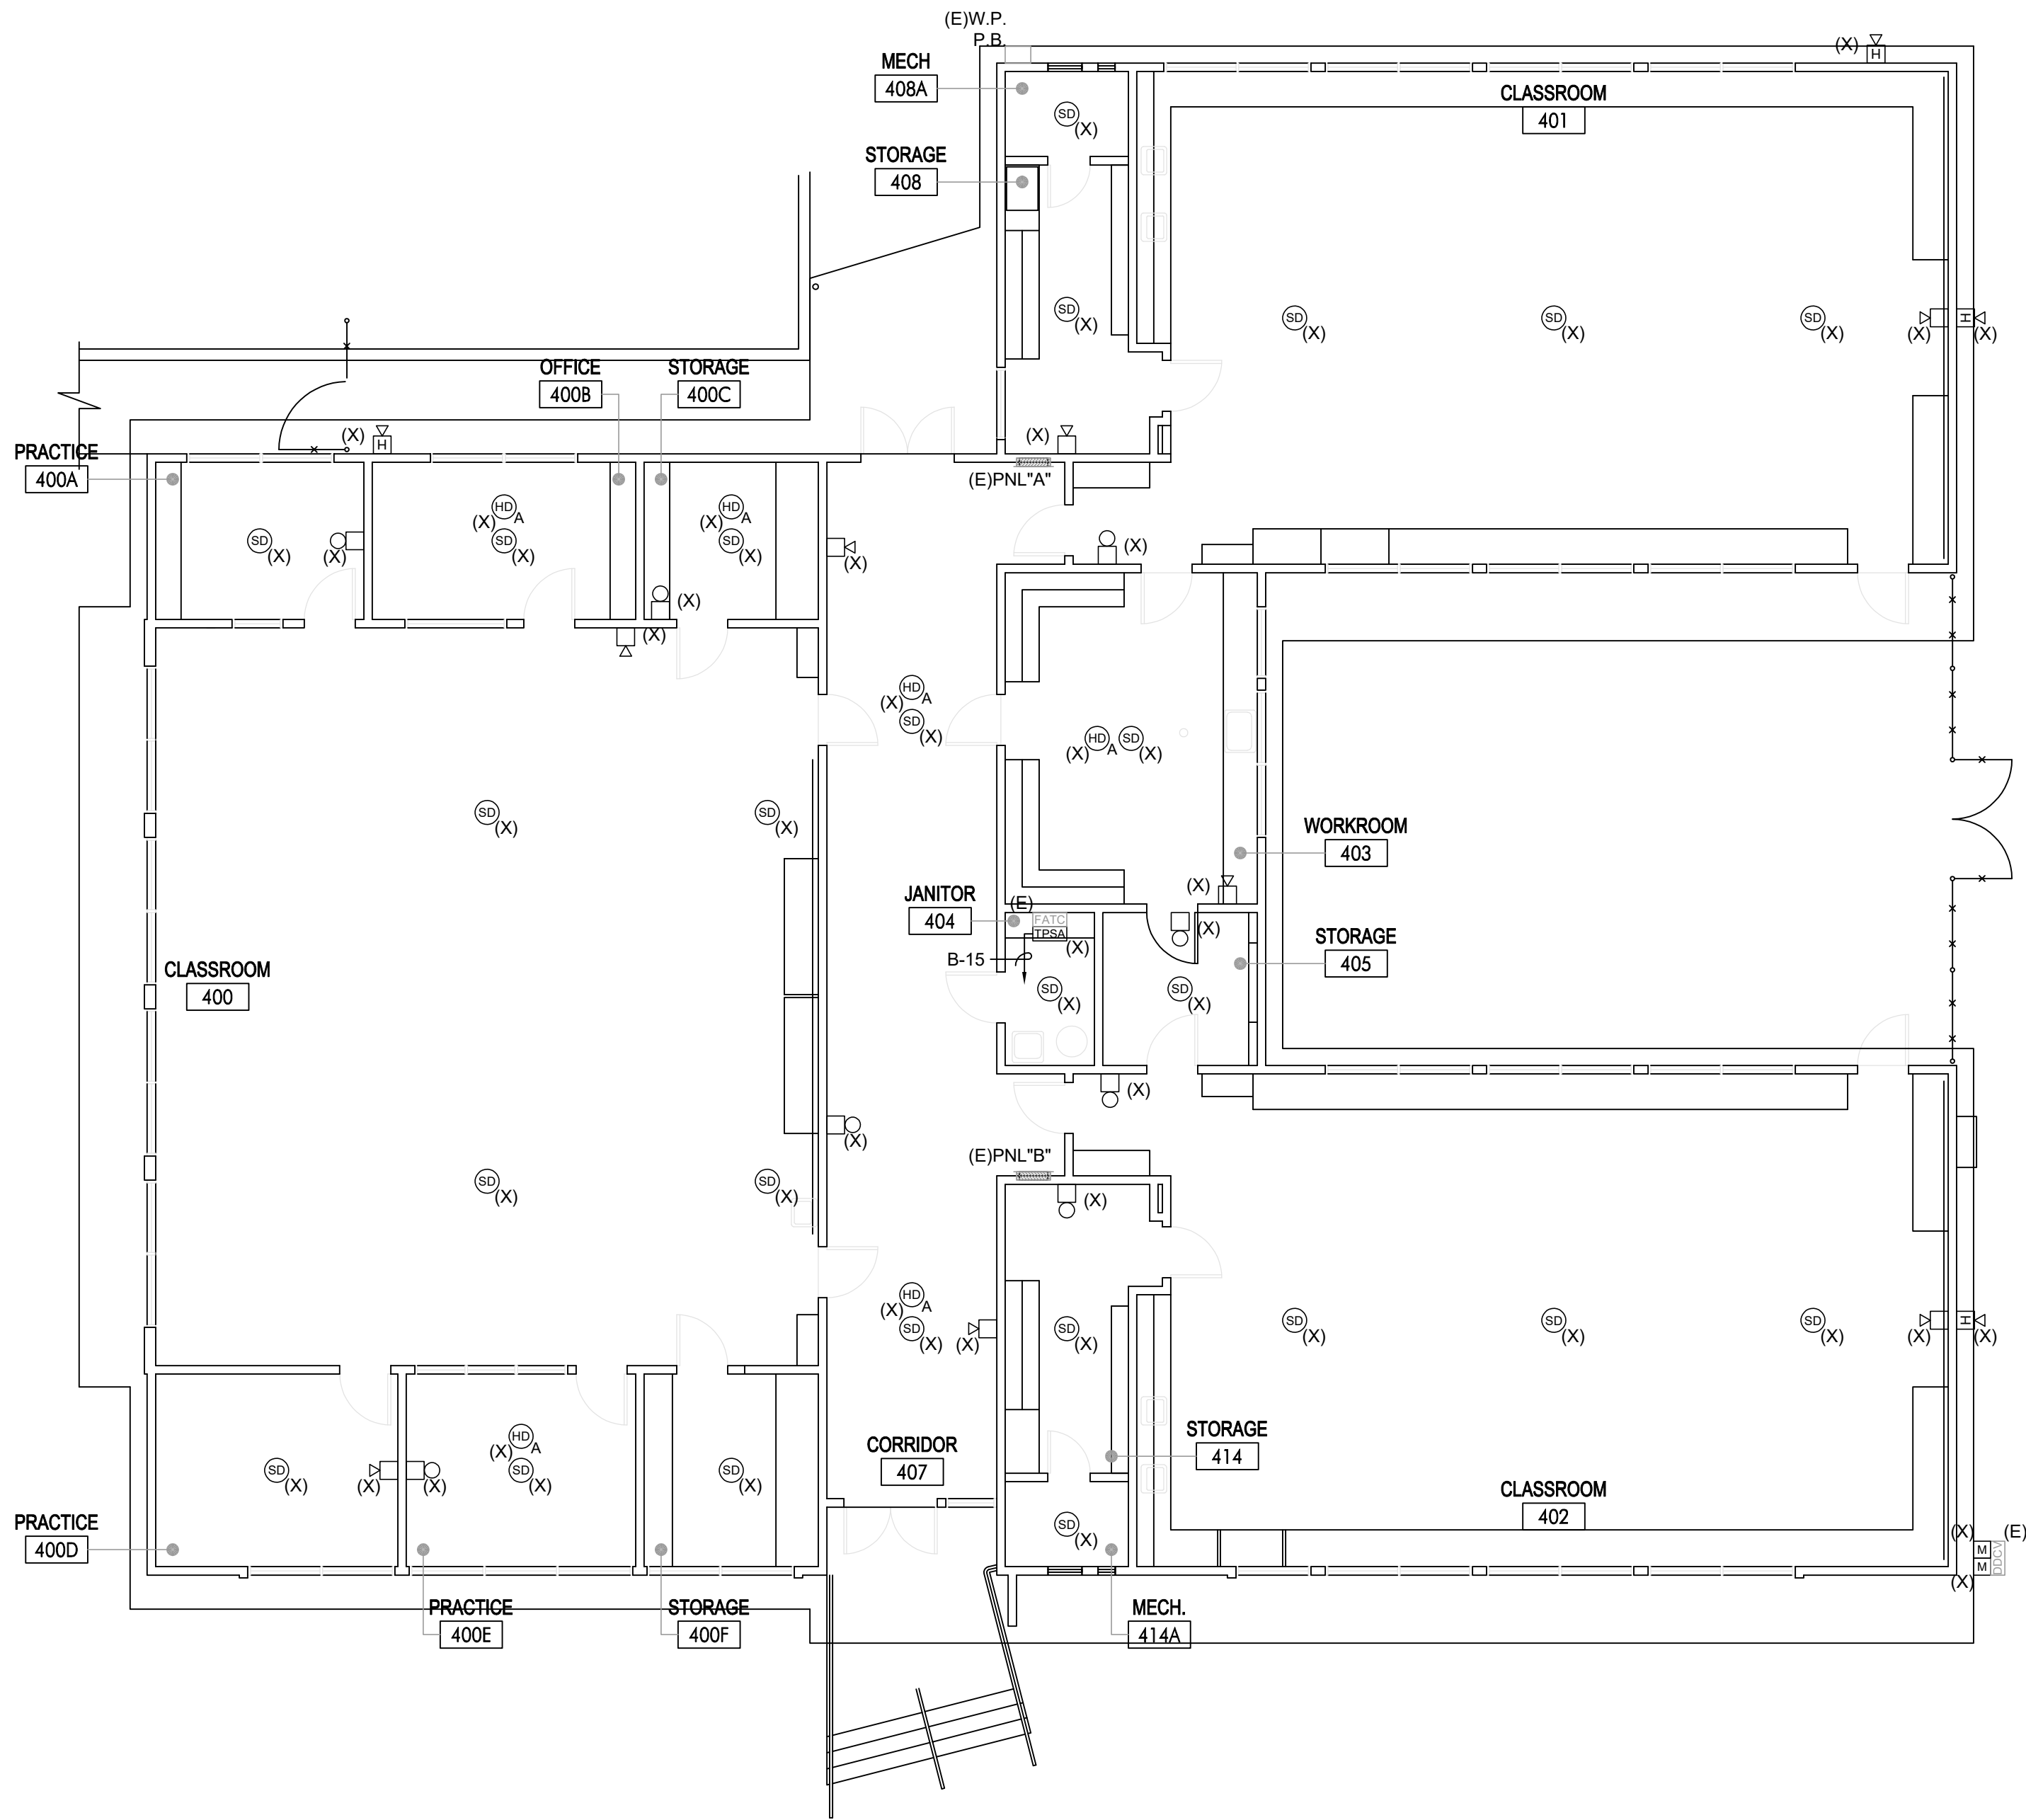 (E)W.P.
P.B.
(X)
H
MECH
408A
SD
(X)
CLASSROOM
401
STORAGE
408
SD
(X)
SD
(X)
SD
(X)
SD
(X)
(X)
H
(X)
OFFICE
400B
STORAGE
400C
(X)
H
(X)
PRACTICE
400A
(E)PNL"A"
HD
A
(X)
SD
(X)
HD
A
(X)
SD
(X)
SD
(X)
(X)
(X)
(X)
(X)
(X)
HD
A
(X)
SD
(X)
HD
A
(X)
SD
(X)
SD
(X)
SD
(X)
WORKROOM
403
(X)
JANITOR
404
(E)
FATC
TPSA
(X)
(X)
B-15
STORAGE
405
CLASSROOM
400
SD
(X)
SD
(X)
(X)
(X)
(E)PNL"B"
SD
(X)
SD
(X)
(X)
HD
A
(X)
SD
(X)
(X)
SD
(X)
SD
(X)
SD
(X)
SD
(X)
(X)
H
(X)
HD
A
(X)
SD
(X)
SD
(X)
(X)
(X)
SD
(X)
CORRIDOR
407
STORAGE
414
CLASSROOM
402
SD
(X)
PRACTICE
400D
(X)
(E)
M
M
DDCV
(X)
PRACTICE
400E
STORAGE
400F
MECH.
414A